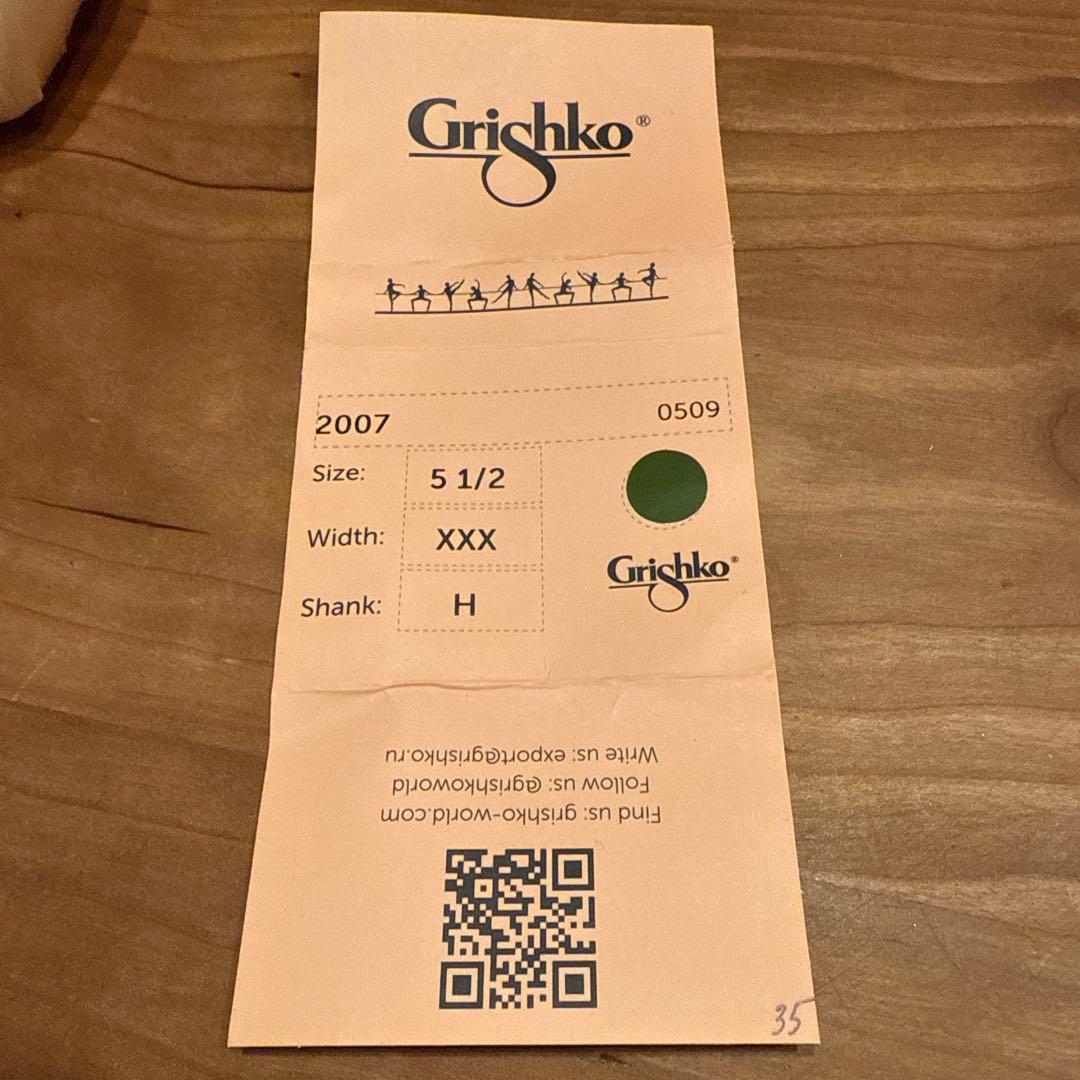 Grishko®
2007 0509
Size: 5 1/2
Width: XXX
Shank: H
Grishko®
Find us: grishko-world.com
Follow us: @grishkoworld
Write us: export@grishko.ru
35